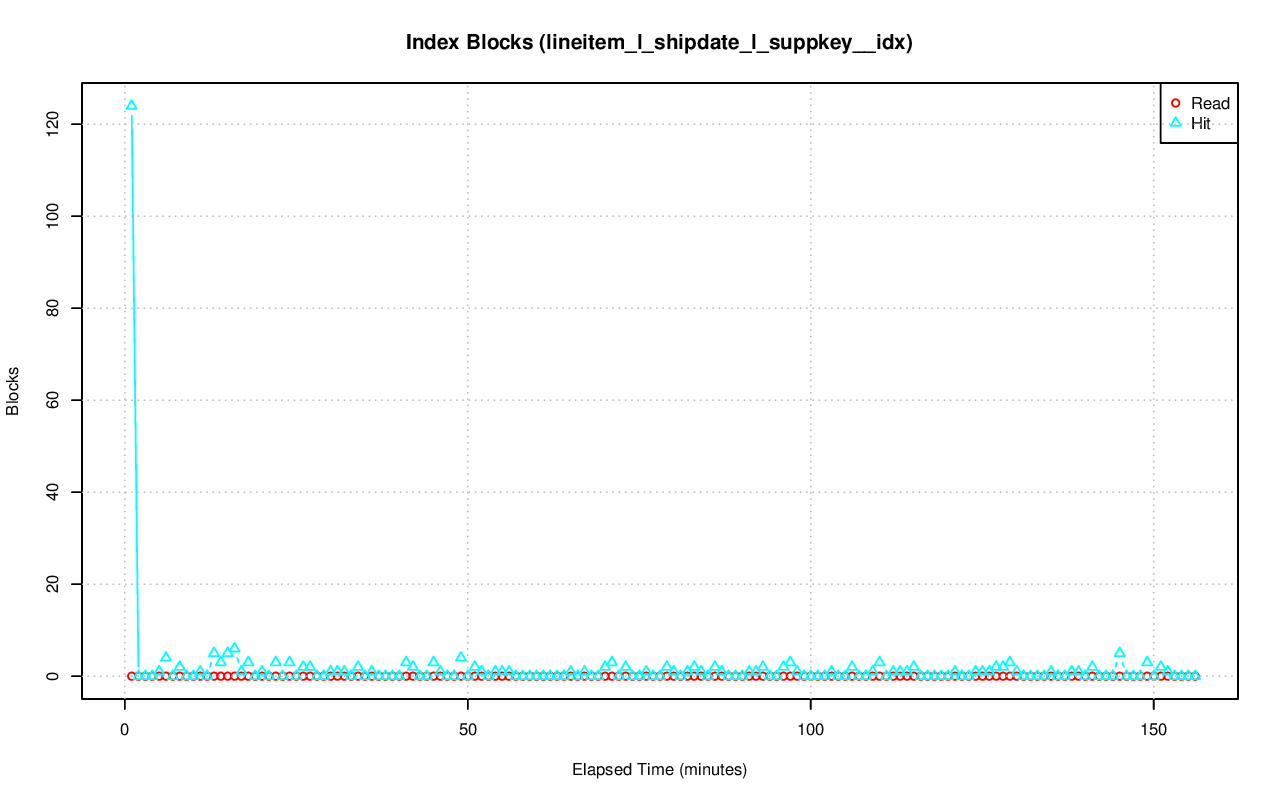 Index Blocks (lineitem_l_shipdate_l_suppkey__idx)
Read
Hit
120
100
80
60
40
20
0
Blocks
0 50 100 150
Elapsed Time (minutes)